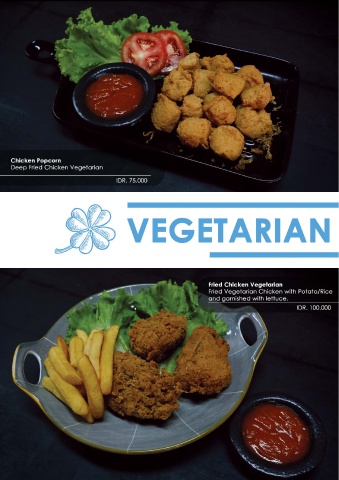 Chicken Popcorn
Deep Fried Chicken Vegetarian
IDR. 75.000
VEGETARIAN
Fried Chicken Vegetarian
Fried Vegetarian Chicken with Potato/Rice
and garnished with lettuce.
IDR. 100.000